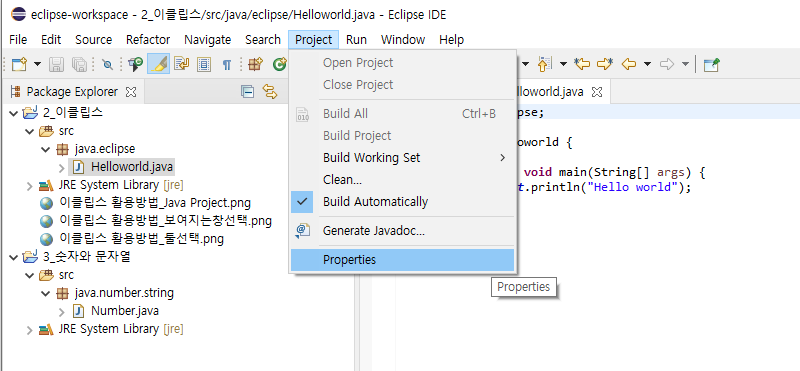 eclipse-workspace - 2_이클립스/src/java/eclipse/Helloworld.java - Eclipse IDE
File Edit Source Refactor Navigate Search Project Run Window Help
Package Explorer
2_이클립스
src
java.eclipse
Helloworld.java
JRE System Library [jre]
이클립스 활용방법_Java Project.png
이클립스 활용방법_보여지는창선택.png
이클립스 활용방법_툴선택.png
3_숫자와 문자열
src
java.number.string
Number.java
JRE System Library [jre]
Open Project
Close Project
Build All Ctrl+B
Build Project
Build Working Set
Clean...
Build Automatically
Generate Javadoc...
Properties
Properties
lloworld.java
pse;
oworld {
void main(String[] args) {
t.println("Hello world");